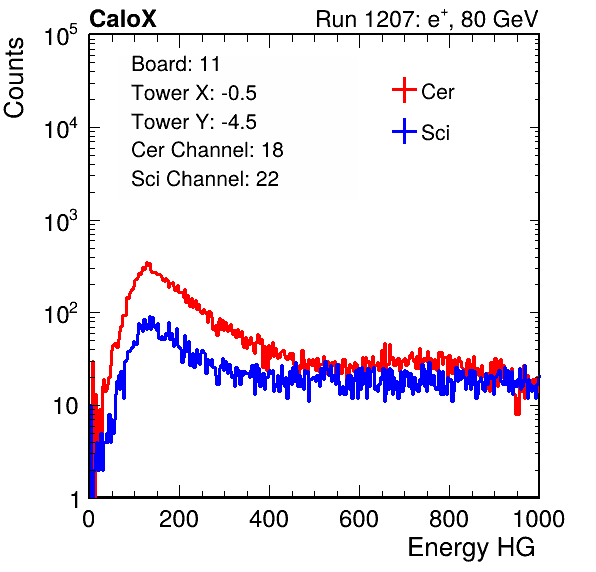 CaloX Run 1207: e⁺, 80 GeV
Counts
Board: 11
Tower X: -0.5
Tower Y: -4.5
Cer Channel: 18
Sci Channel: 22
Cer
Sci
10⁵
10⁴
10³
10²
10
1
0 200 400 600 800 1000
Energy HG